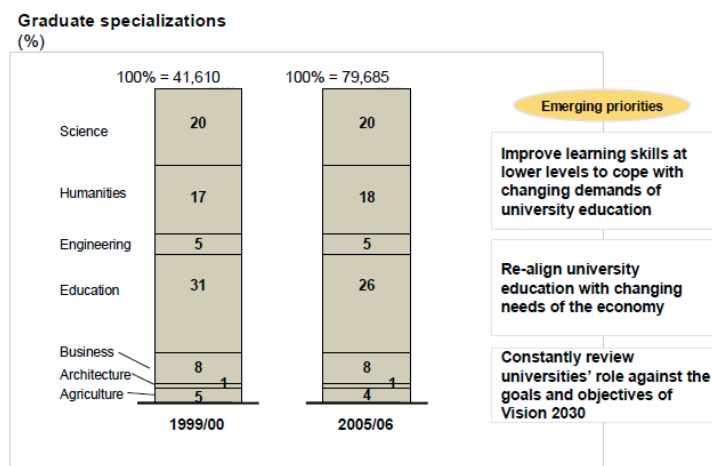 Graduate specializations
(%)
100% = 41,610
100% = 79,685
Emerging priorities
Science
20
20
Improve learning skills at
lower levels to cope with
changing demands of
university education
Humanities
17
18
Engineering
5
5
Education
31
26
Re-align university
education with changing
needs of the economy
Business
8
8
Architecture
1
1
Agriculture
5
4
Constantly review
universities' role against the
goals and objectives of
Vision 2030
1999/00
2005/06